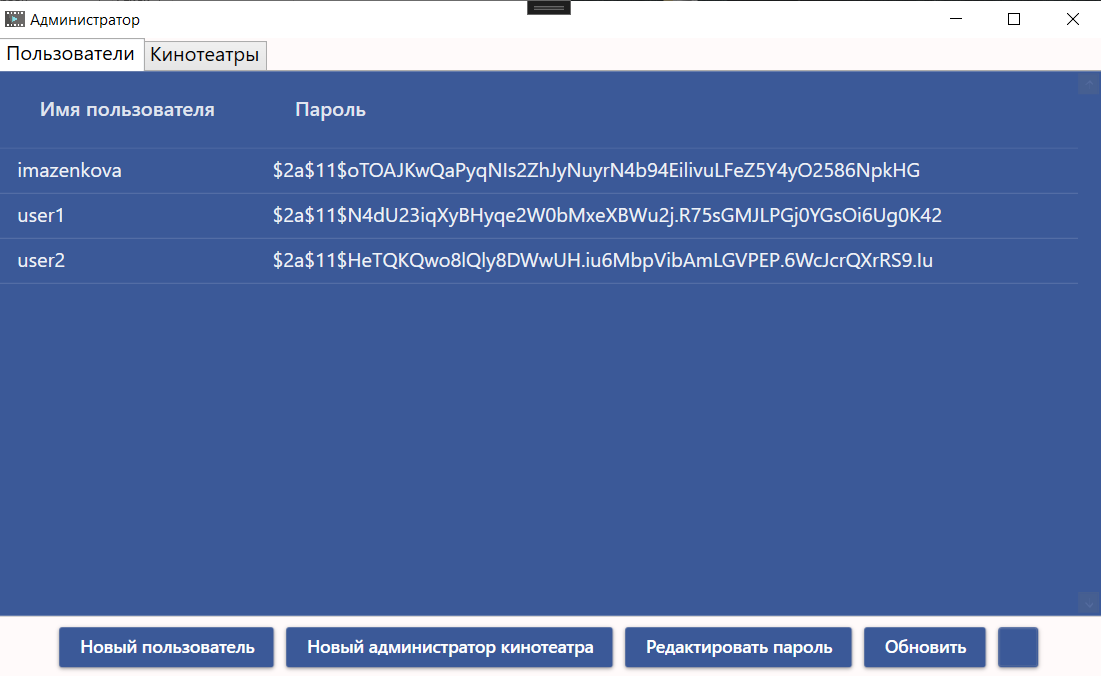 Администратор
Пользователи Кинотеатры
Имя пользователя Пароль
imazenkova $2a$11$oTOAJKwQaPyqNIs2ZhJyNuyrN4b94EilivuLFeZ5Y4yO2586NpkHG
user1 $2a$11$N4dU23iqXyBHyqe2W0bMxeXBWu2j.R75sGMJLPGj0YGsOi6Ug0K42
user2 $2a$11$HeTQKQwo8lQly8DWwUH.iu6MbpVibAmLGVPEP.6WcJcrQXrRS9.Iu
Новый пользователь Новый администратор кинотеатра Редактировать пароль Обновить